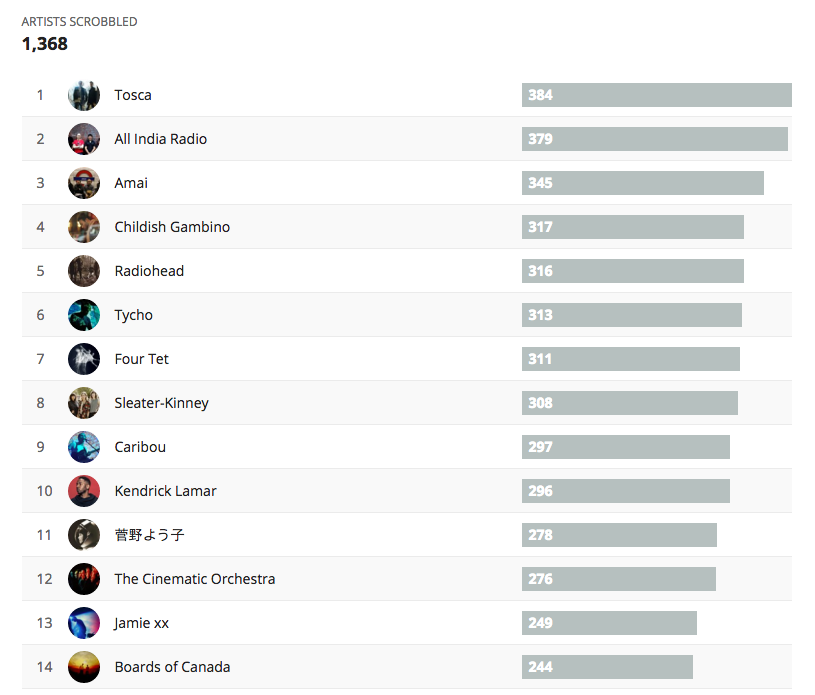 ARTISTS SCROBBLED
1,368
1 Tosca 384
2 All India Radio 379
3 Amai 345
4 Childish Gambino 317
5 Radiohead 316
6 Tycho 313
7 Four Tet 311
8 Sleater-Kinney 308
9 Caribou 297
10 Kendrick Lamar 296
11 菅野よう子 278
12 The Cinematic Orchestra 276
13 Jamie xx 249
14 Boards of Canada 244